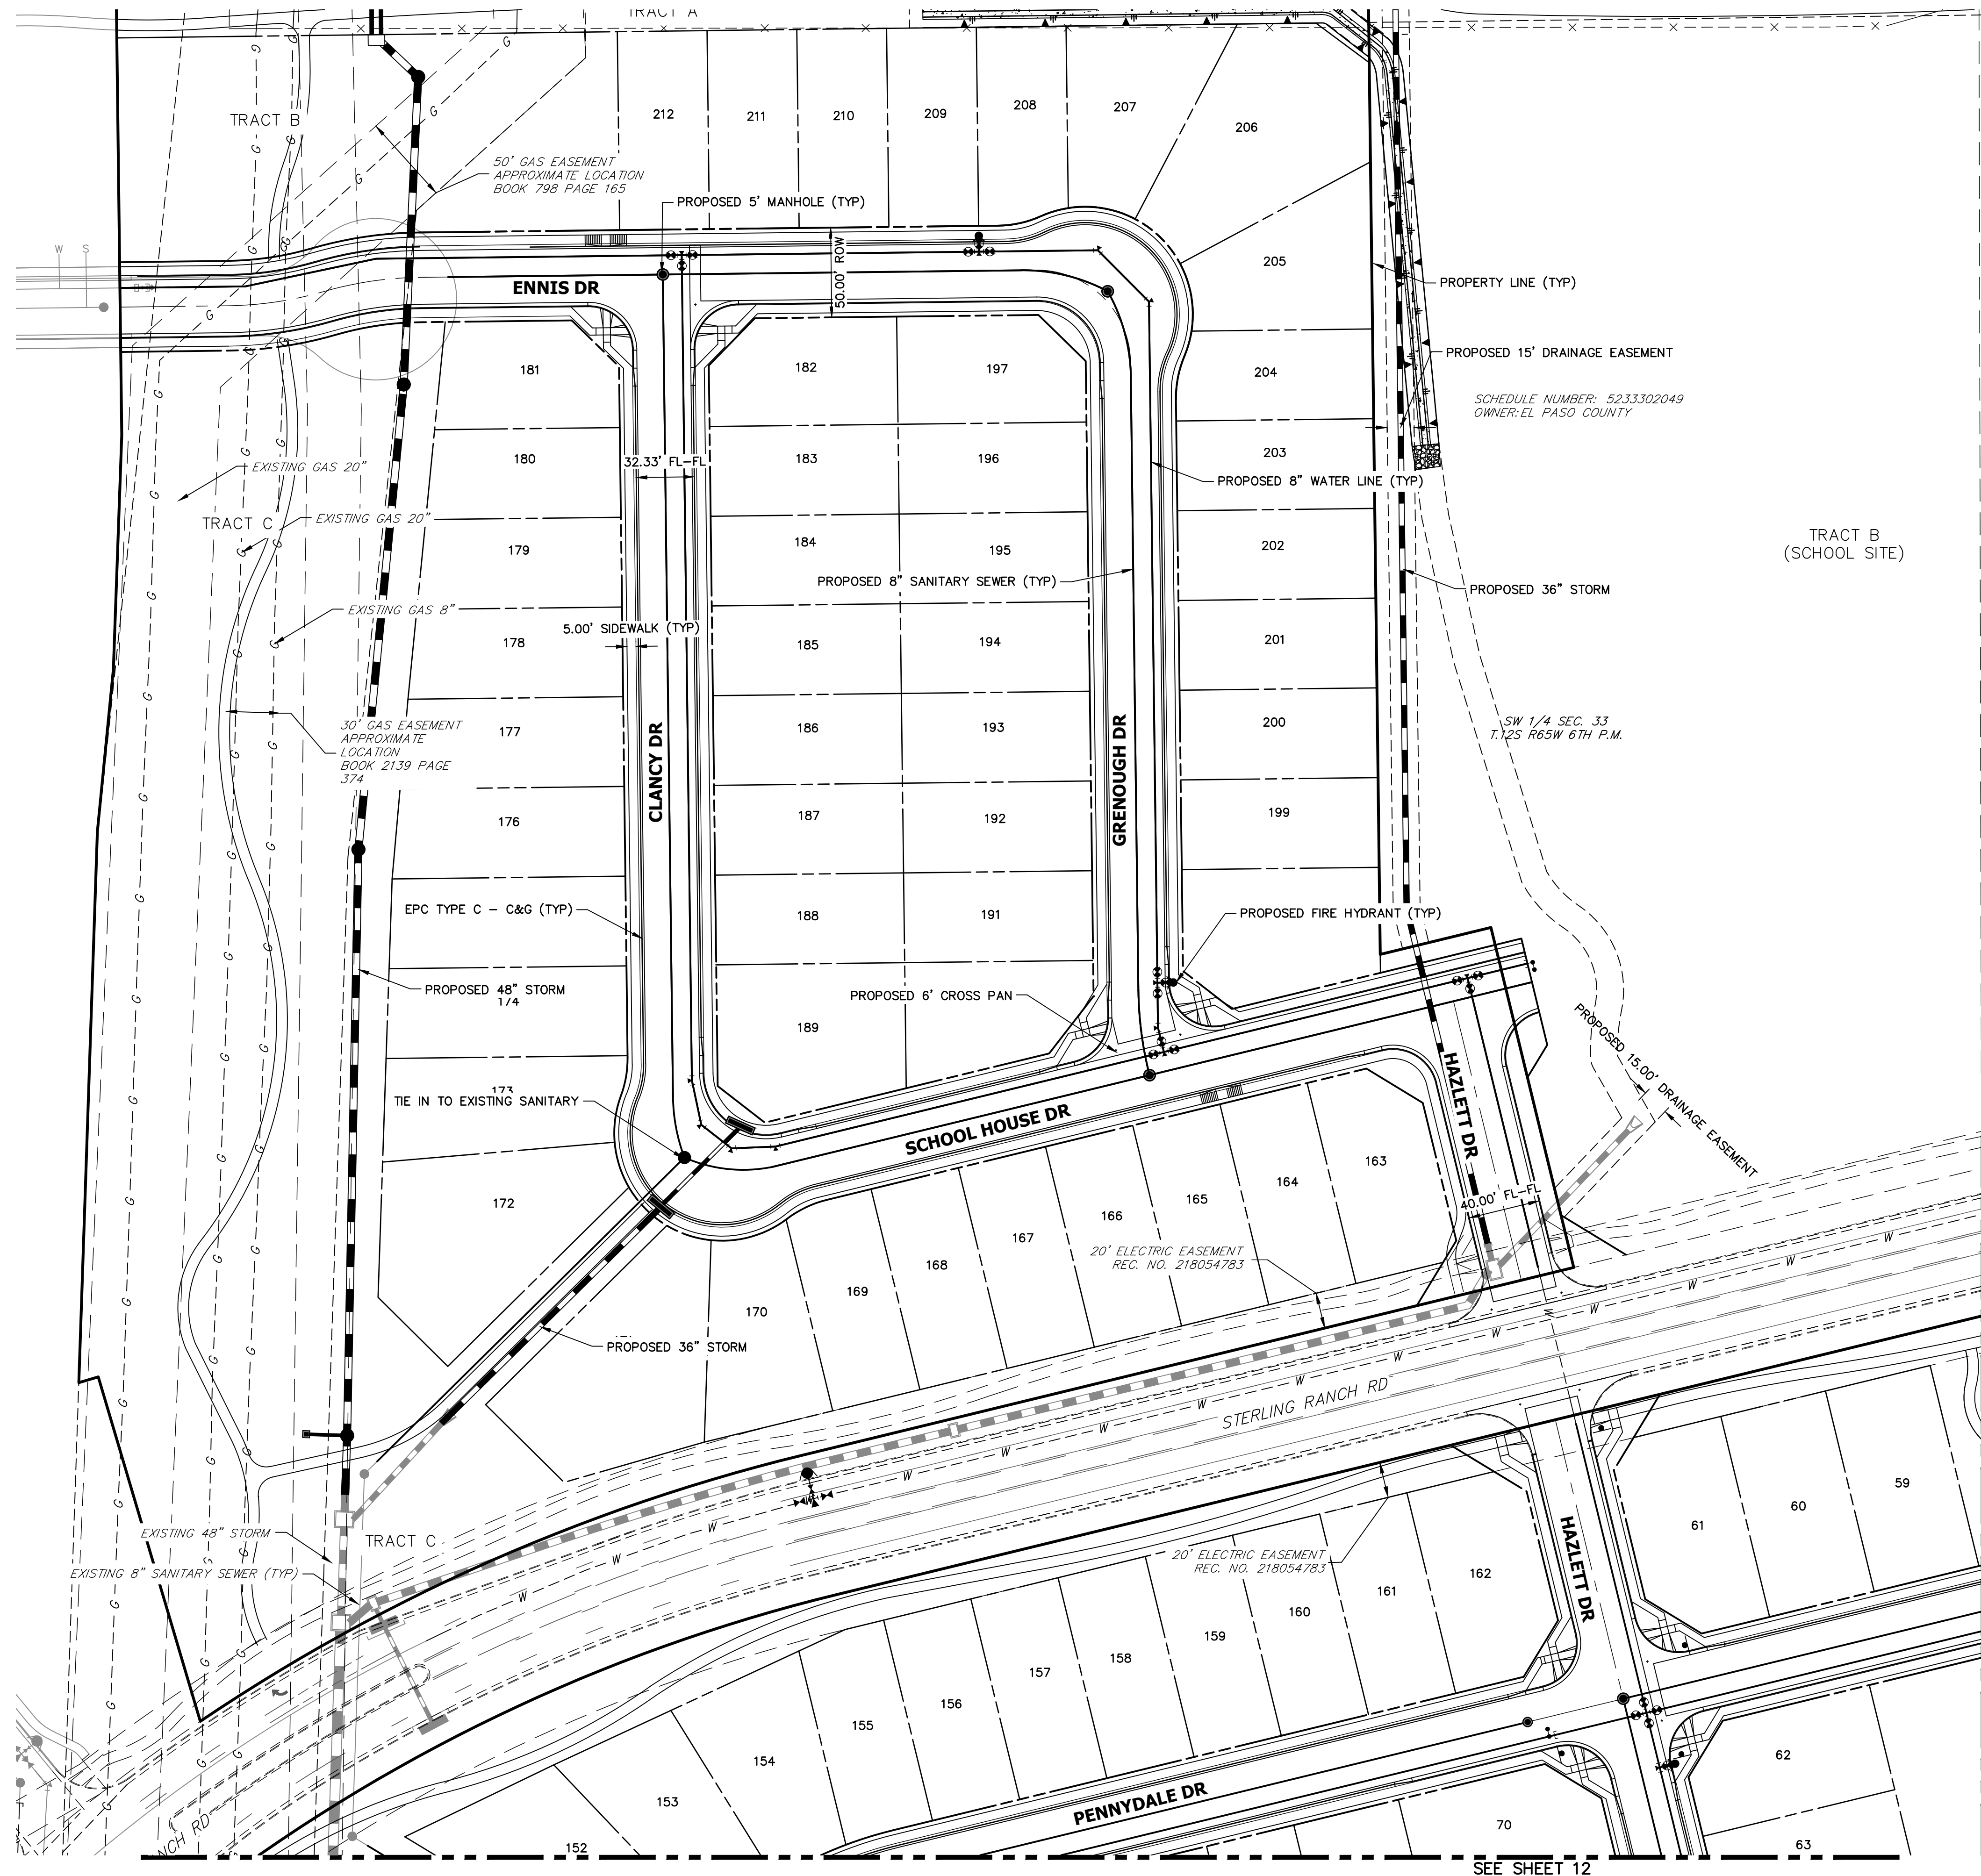 TRACT A
TRACT B
212
211
210
209
208
207
206
50' GAS EASEMENT
APPROXIMATE LOCATION
BOOK 798 PAGE 165
PROPOSED 5' MANHOLE (TYP)
W S
50.00' ROW
ENNIS DR
205
PROPERTY LINE (TYP)
PROPOSED 15' DRAINAGE EASEMENT
181
182
197
204
SCHEDULE NUMBER: 5233302049
OWNER: EL PASO COUNTY
EXISTING GAS 20"
180
32.33' FL-FL
183
196
203
PROPOSED 8" WATER LINE (TYP)
TRACT C
EXISTING GAS 20"
179
184
195
202
TRACT B
(SCHOOL SITE)
PROPOSED 8" SANITARY SEWER (TYP)
PROPOSED 36" STORM
EXISTING GAS 8"
5.00' SIDEWALK (TYP)
178
185
194
201
30' GAS EASEMENT
APPROXIMATE
LOCATION
BOOK 2139 PAGE
374
177
186
193
200
SW 1/4 SEC. 33
T.12S R65W 6TH P.M.
CLANCY DR
GRENOUGH DR
176
187
192
199
EPC TYPE C - C&G (TYP)
188
191
PROPOSED FIRE HYDRANT (TYP)
PROPOSED 48" STORM
174
PROPOSED 6' CROSS PAN
189
PROPOSED 15.00' DRAINAGE EASEMENT
173
TIE IN TO EXISTING SANITARY
SCHOOL HOUSE DR
HAZLETT DR
172
163
164
165
166
167
168
169
170
40.00' FL-FL
20' ELECTRIC EASEMENT
REC. NO. 218054783
PROPOSED 36" STORM
STERLING RANCH RD
EXISTING 48" STORM
TRACT C
EXISTING 8" SANITARY SEWER (TYP)
20' ELECTRIC EASEMENT
REC. NO. 218054783
HAZLETT DR
59
60
61
162
161
160
159
158
157
156
155
154
153
152
PENNYDALE DR
62
70
63
NCH RD
SEE SHEET 12